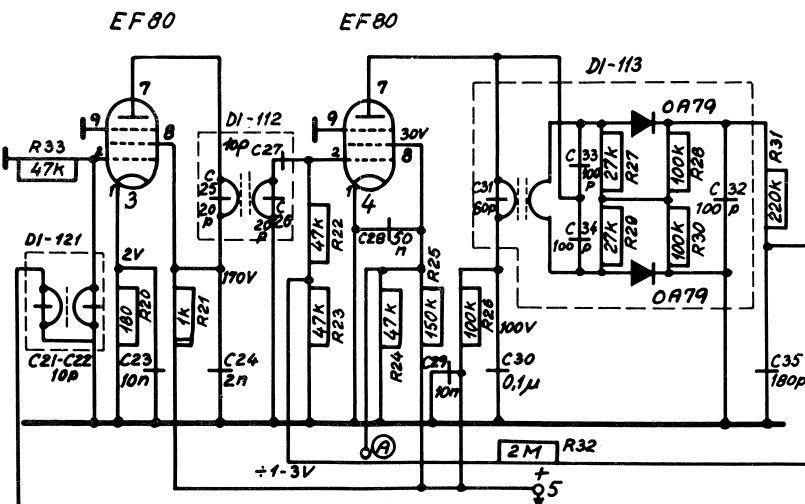 EF80
EF80
DI-113
7
7
0A79
9
8
DI-112
9
30V
R33
2
10p
C27
2
8
47K
1
3
C
25
20
p
C
26
20
p
1
4
C31
50p
C
33
100
p
27K
R27
100K
R28
C
32
100
p
R31
220K
C
34
100
p
27K
R29
100K
R30
0A79
DI-121
2V
170V
47K
R22
C28
50
n
R25
180
R20
1K
R21
47K
R23
47K
R24
150K
100K
R26
100V
C21-C22
10p
C23
10n
C24
2n
C29
10n
C30
0,1µ
C35
180p
A
2M
R32
÷1-3V
+
5